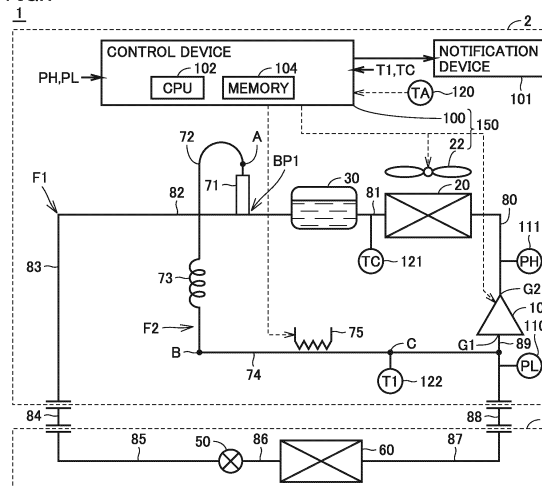 1
2
CONTROL DEVICE
102
104
CPU
MEMORY
PH,PL
T1,TC
NOTIFICATION DEVICE
101
TA
120
100
150
22
72
A
BP1
71
F1
82
30
81
20
80
83
TC
121
111
PH
G2
10
110
73
F2
75
G1
89
B
74
C
T1
122
PL
84
88
85
50
86
60
87